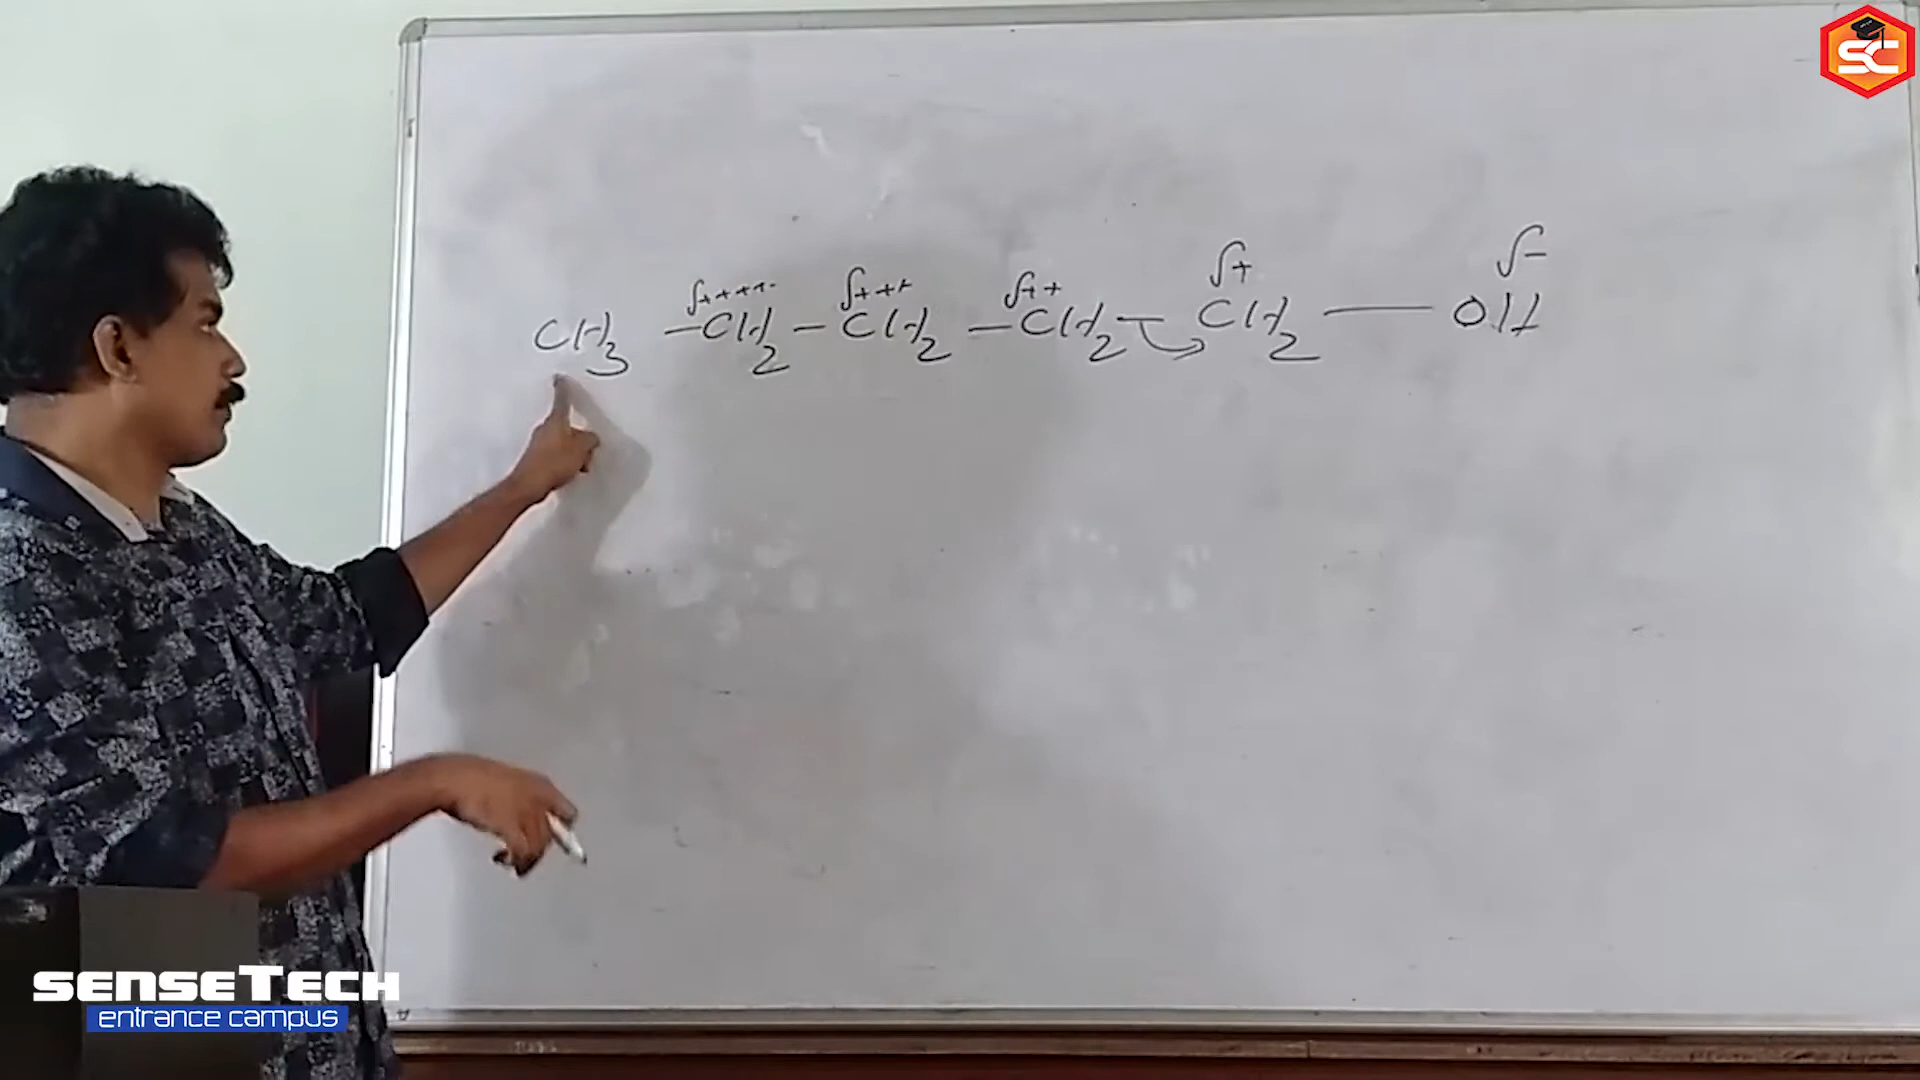 SC
δ++++ δ+++ δ++ δ+ δ-
CH3 - CH2 - CH2 - CH2 - CH2 - OH
SENSETECH
entrance campus